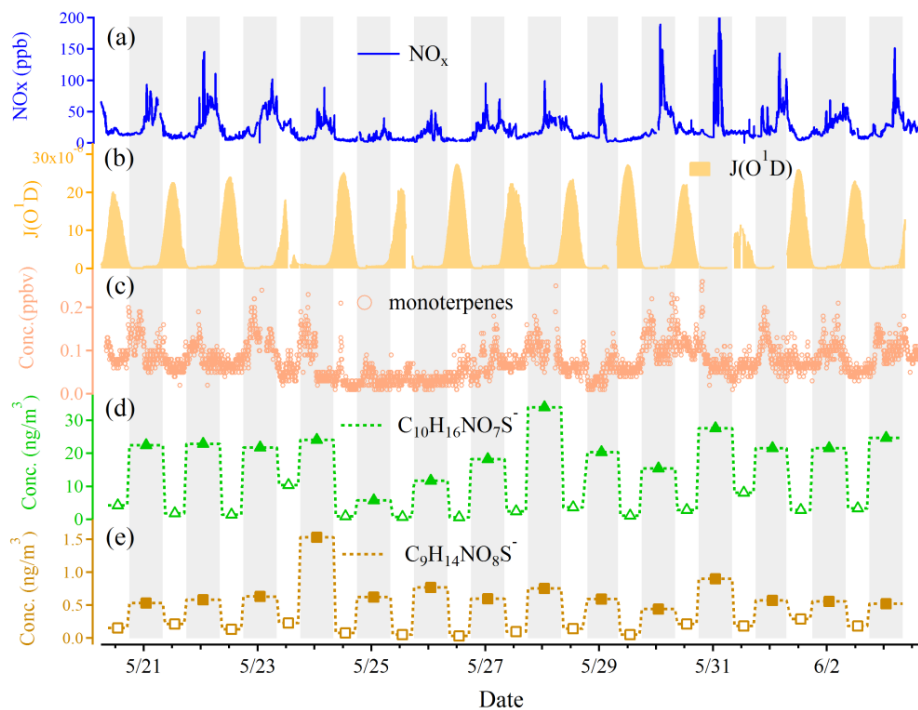 (a)
NOx
200
150
100
50
0
NOx (ppb)
(b)
J(O¹D)
30x10⁻⁶
20
10
0
J(O¹D)
(c)
monoterpenes
0.2
0.1
0.0
Conc.(ppbv)
(d)
C10H16NO7S⁻
30
20
10
0
Conc. (ng/m³)
(e)
C9H14NO8S⁻
1.5
1.0
0.5
0.0
Conc. (ng/m³)
5/21 5/23 5/25 5/27 5/29 5/31 6/2
Date